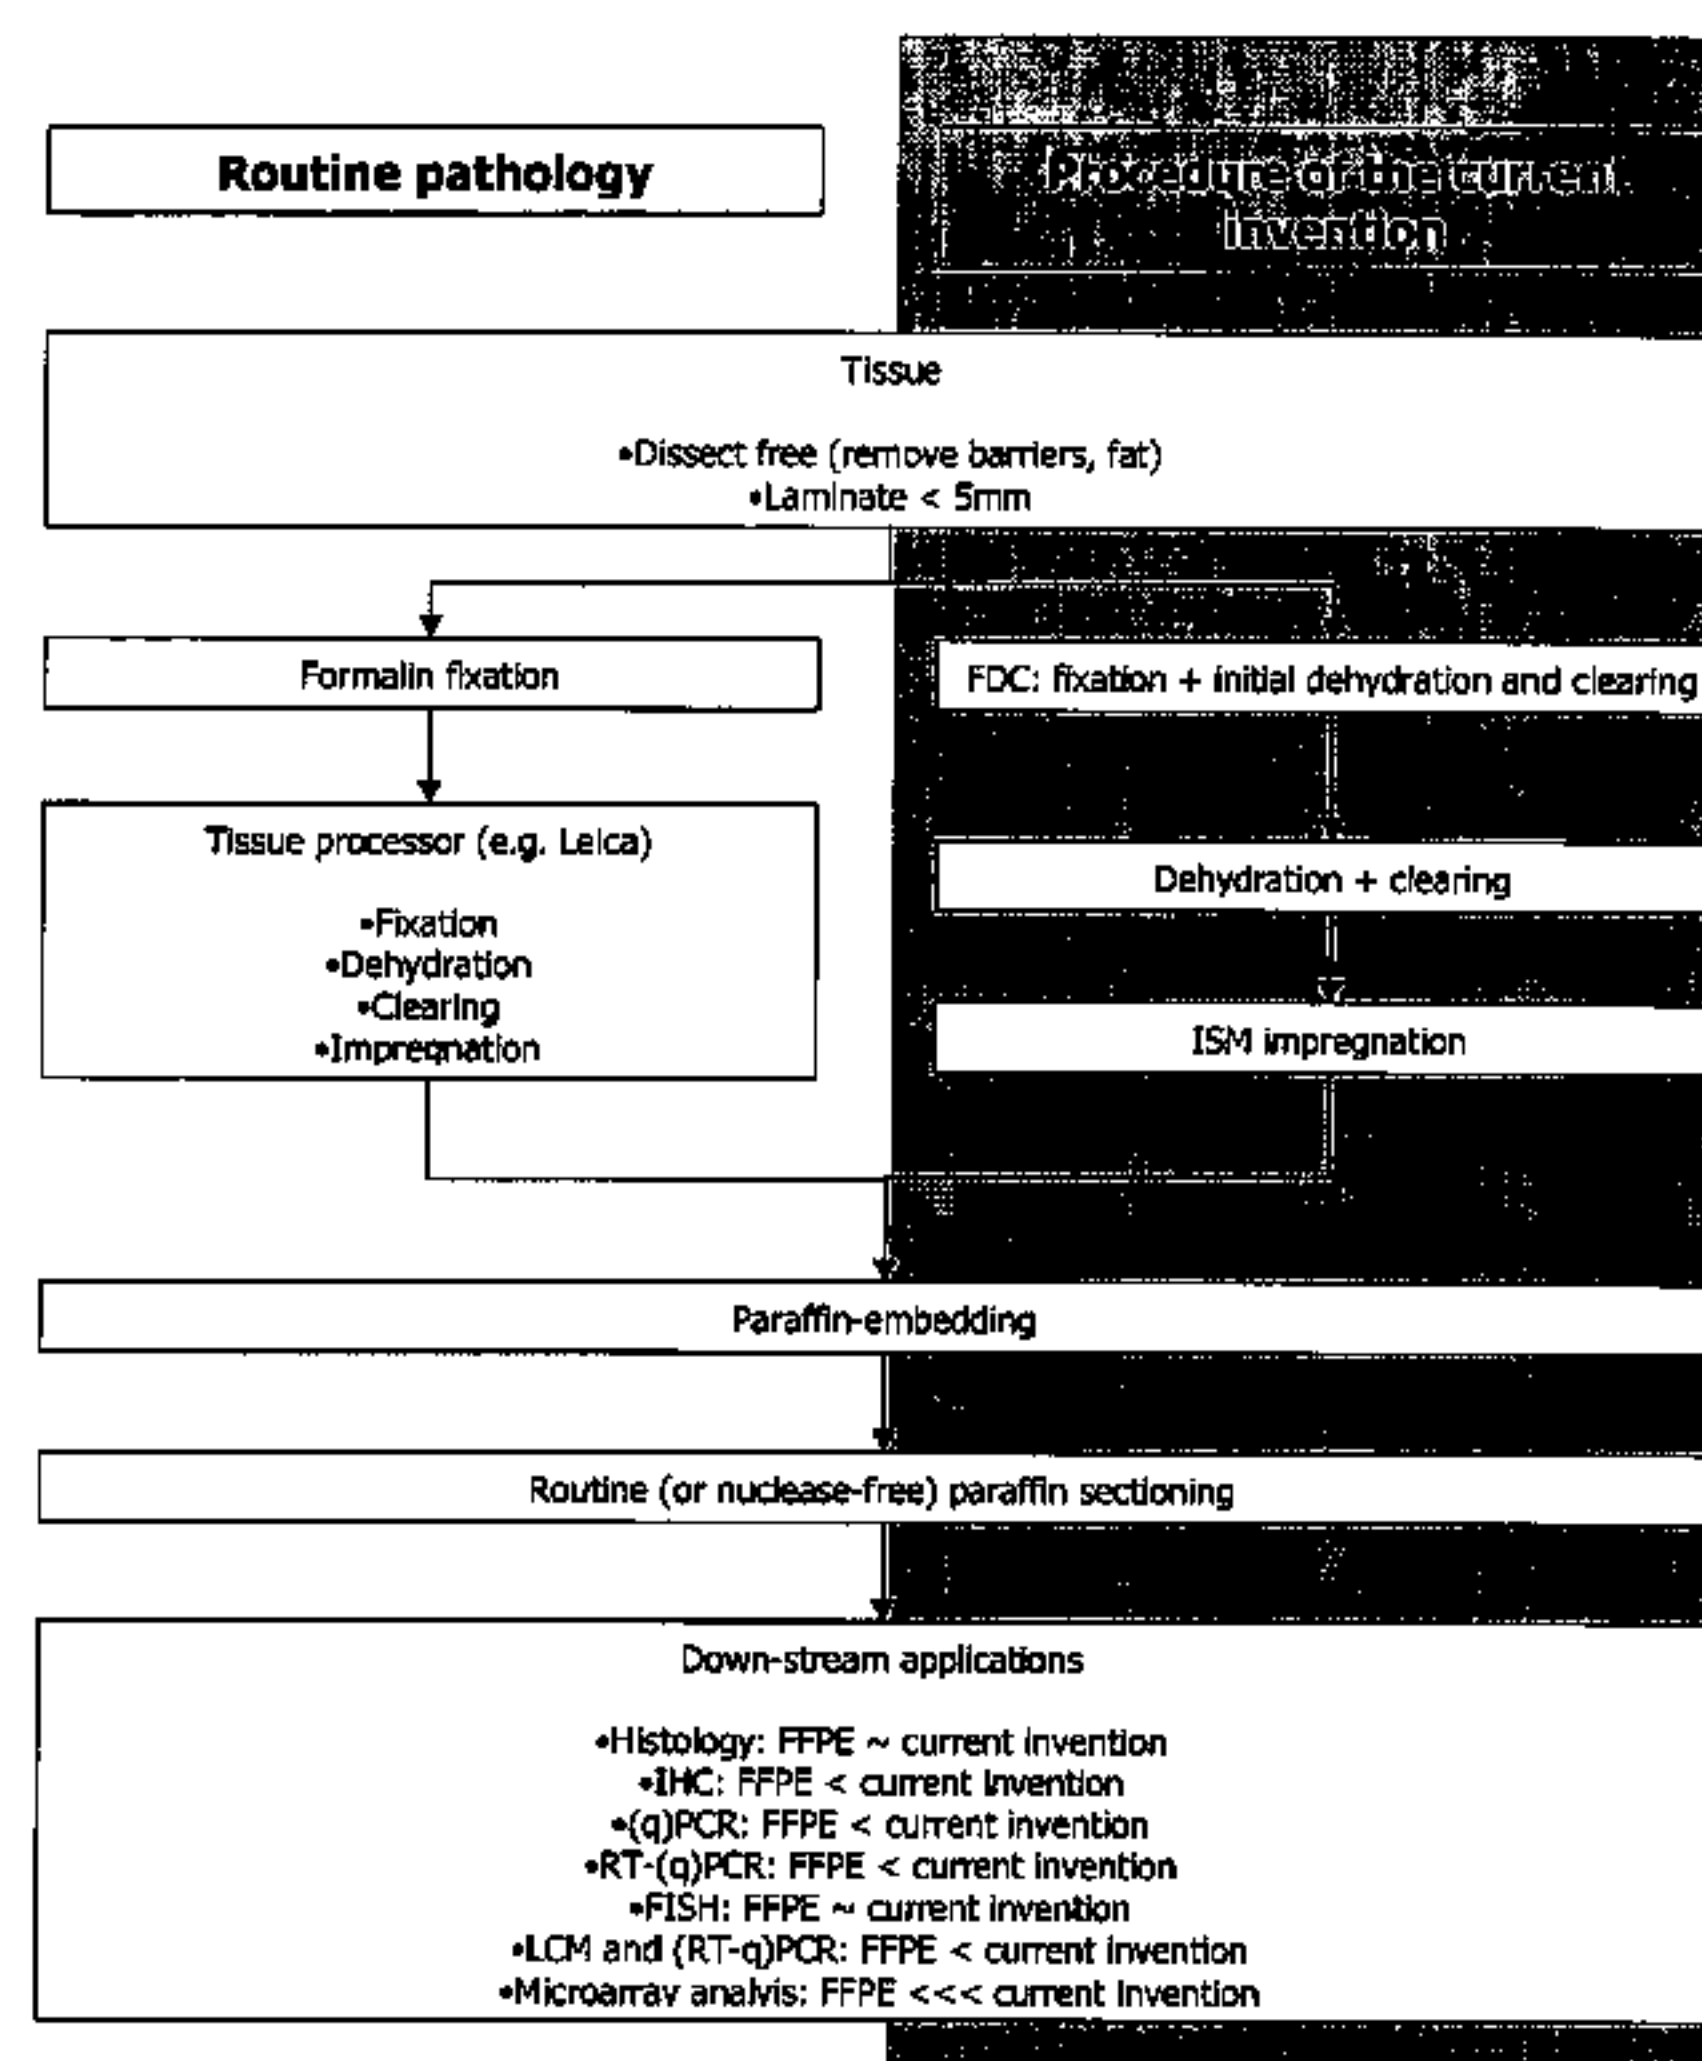 Routine pathology
Procedure of the current
invention
Tissue
•Dissect free (remove barriers, fat)
•Laminate < 5mm
Formalin fixation
FDC: fixation + initial dehydration and clearing
Tissue processor (e.g. Leica)
•Fixation
•Dehydration
•Clearing
•Impregnation
Dehydration + clearing
ISM impregnation
Paraffin-embedding
Routine (or nuclease-free) paraffin sectioning
Down-stream applications
•Histology: FFPE ~ current invention
•IHC: FFPE < current invention
•(q)PCR: FFPE < current invention
•RT-(q)PCR: FFPE < current invention
•FISH: FFPE ~ current invention
•LCM and (RT-q)PCR: FFPE < current invention
•Microarray analyis: FFPE <<< current invention